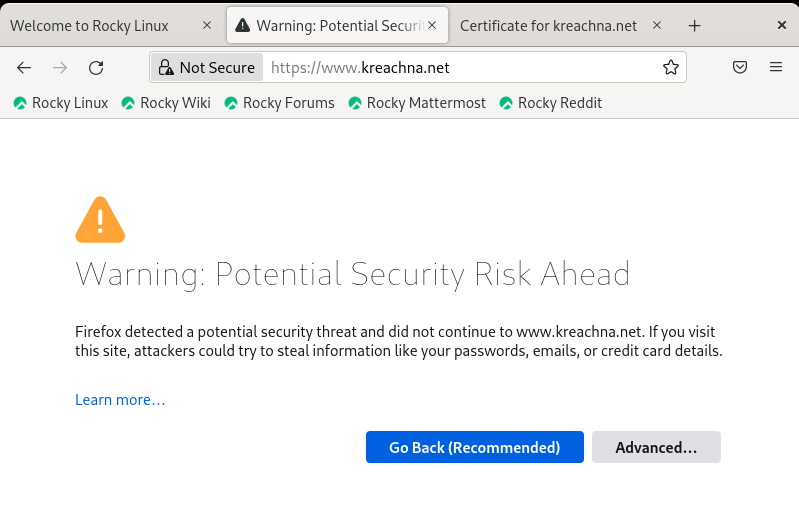 Welcome to Rocky Linux
Warning: Potential Securit
Certificate for kreachna.net
Not Secure
https://www.kreachna.net
Rocky Linux
Rocky Wiki
Rocky Forums
Rocky Mattermost
Rocky Reddit
Warning: Potential Security Risk Ahead
Firefox detected a potential security threat and did not continue to www.kreachna.net. If you visit
this site, attackers could try to steal information like your passwords, emails, or credit card details.
Learn more…
Go Back (Recommended)
Advanced…